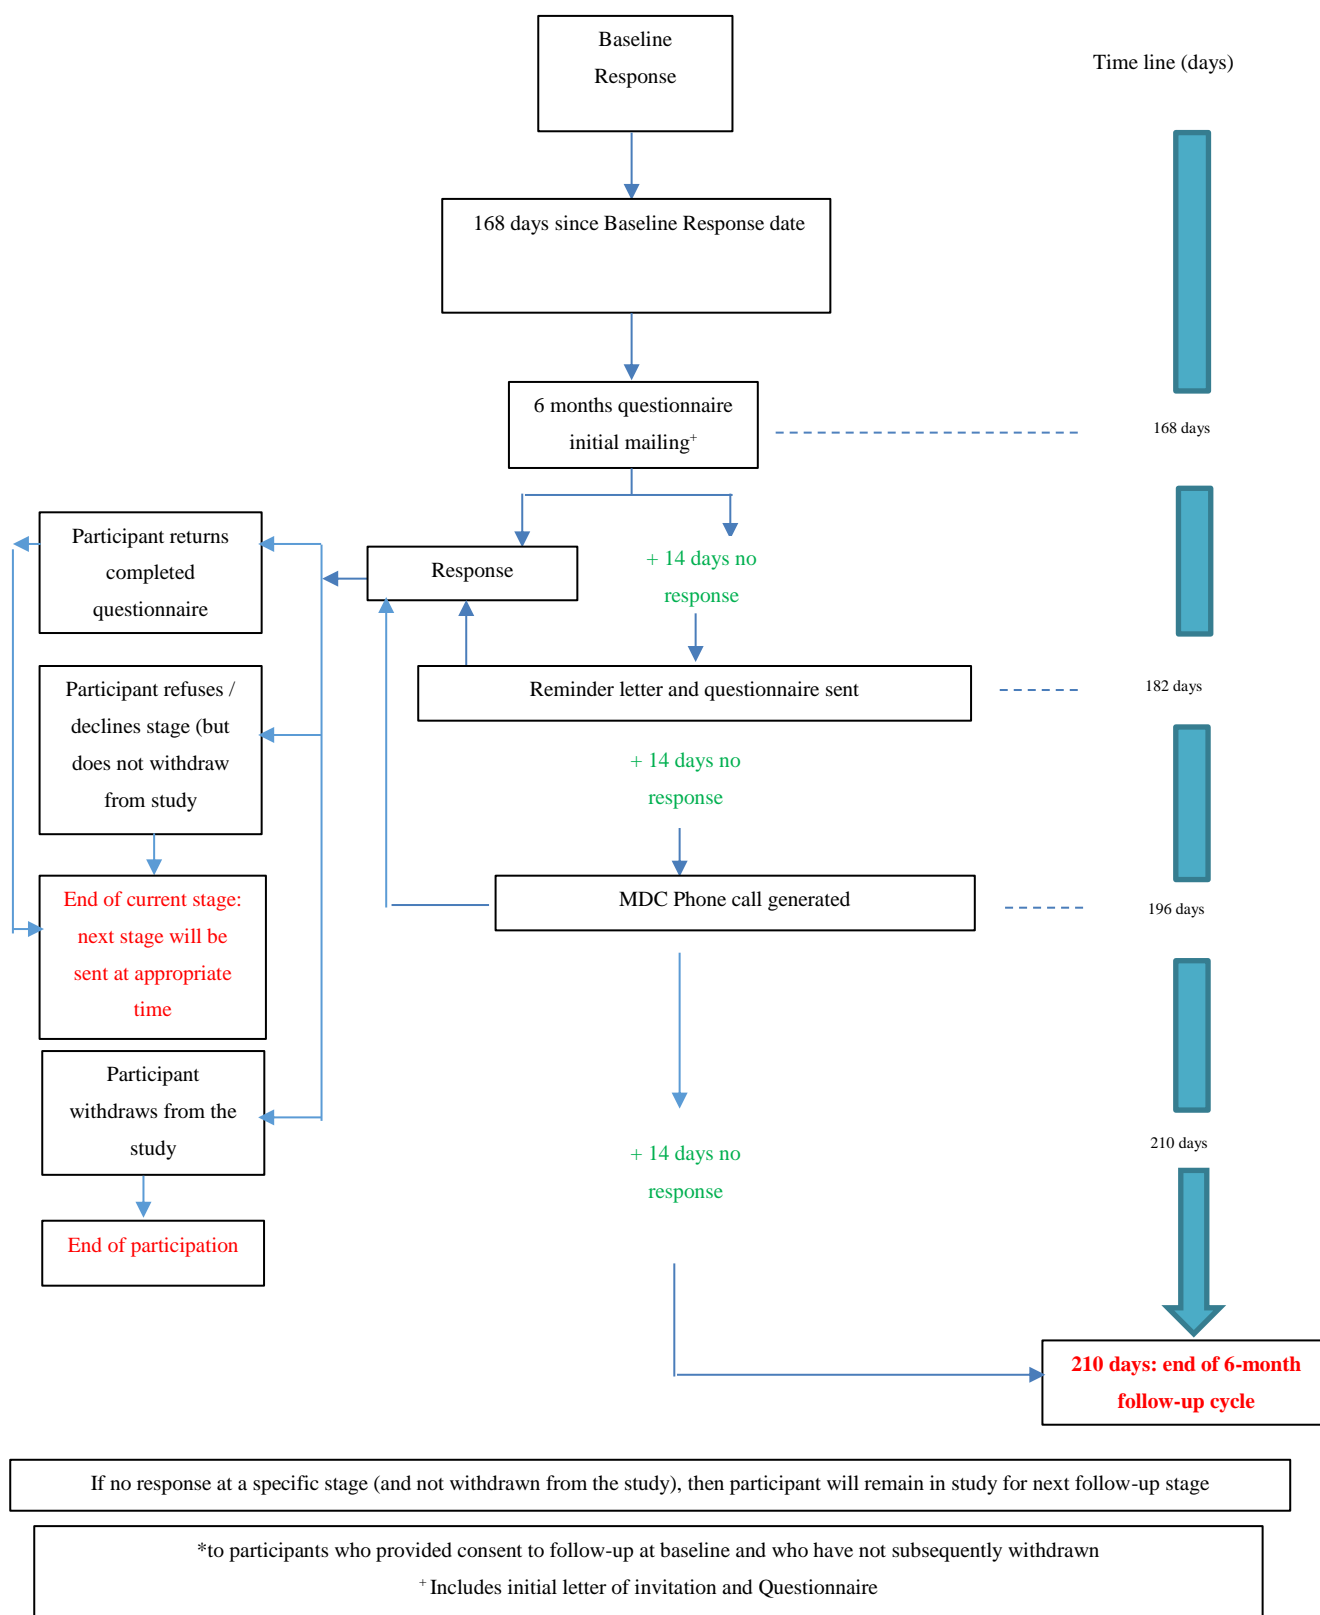 Baseline
Response
Time line (days)
168 days since Baseline Response date
6 months questionnaire
initial mailing+
168 days
Participant returns
completed
questionnaire
Response
+ 14 days no
response
Participant refuses /
declines stage (but
does not withdraw
from study
Reminder letter and questionnaire sent
182 days
+ 14 days no
response
End of current stage:
next stage will be
sent at appropriate
time
MDC Phone call generated
196 days
Participant
withdraws from the
study
+ 14 days no
response
210 days
End of participation
210 days: end of 6-month
follow-up cycle
If no response at a specific stage (and not withdrawn from the study), then participant will remain in study for next follow-up stage
*to participants who provided consent to follow-up at baseline and who have not subsequently withdrawn
+ Includes initial letter of invitation and Questionnaire